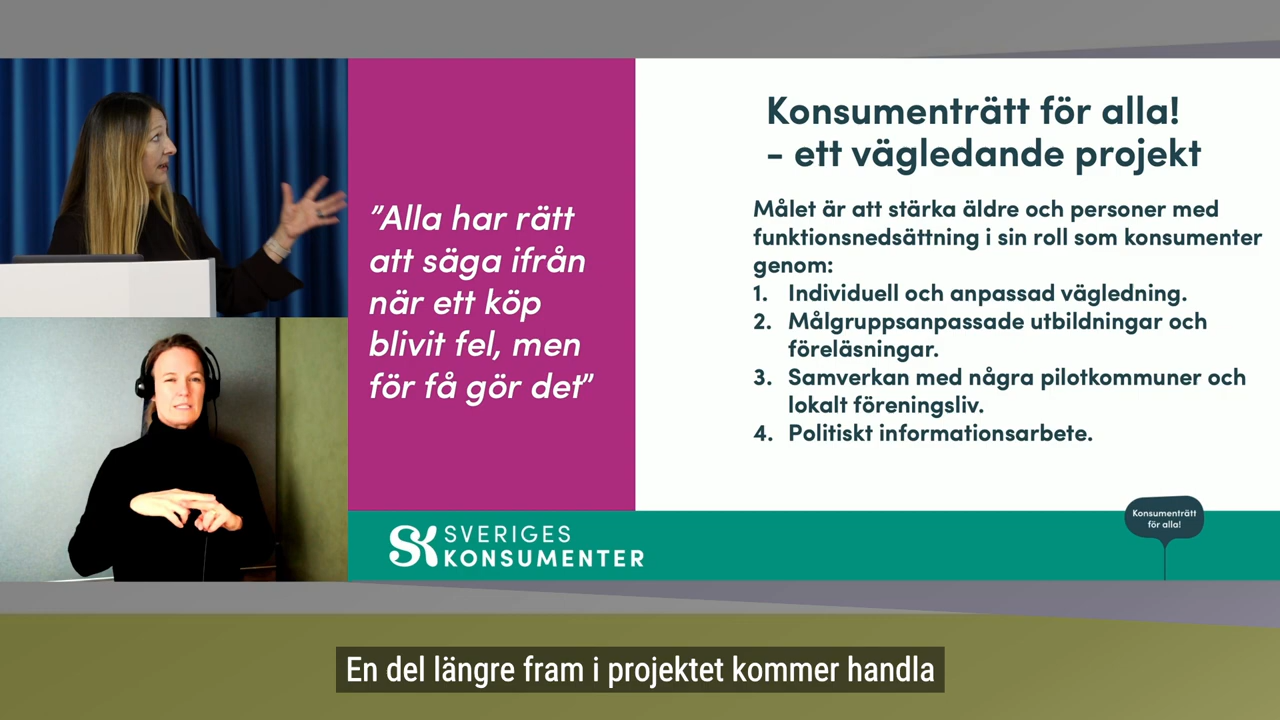 ”Alla har rätt
att säga ifrån
när ett köp
blivit fel, men
för få gör det”
Konsumenträtt för alla!
- ett vägledande projekt
Målet är att stärka äldre och personer med
funktionsnedsättning i sin roll som konsumenter
genom:
1. Individuell och anpassad vägledning.
2. Målgruppsanpassade utbildningar och
föreläsningar.
3. Samverkan med några pilotkommuner och
lokalt föreningsliv.
4. Politiskt informationsarbete.
SK SVERIGES
KONSUMENTER
Konsumenträtt
för alla!
En del längre fram i projektet kommer handla